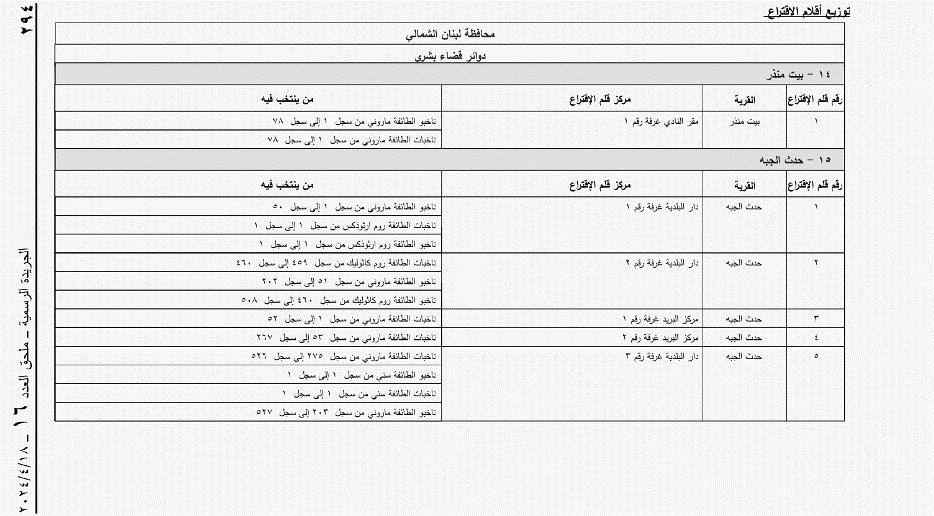 توزيع أقلام الاقتراع
محافظة لبنان الشمالي
دوائر قضاء بشري
١٤ - بيت منذر
رقم قلم الإقتراع القرية مركز قلم الإقتراع من ينتخب فيه
١ بيت منذر مقر النادي غرفة رقم ١ ناخبو الطائفة ماروني من سجل ١ إلى سجل ٧٨
ناخبات الطائفة ماروني من سجل ١ إلى سجل ٧٨
١٥ - حدث الجبه
رقم قلم الإقتراع القرية مركز قلم الإقتراع من ينتخب فيه
١ حدث الجبه دار البلدية غرفة رقم ١ ناخبو الطائفة ماروني من سجل ١ إلى سجل ٥٠
ناخبات الطائفة روم ارثوذكس من سجل ١ إلى سجل ١
ناخبو الطائفة روم ارثوذكس من سجل ١ إلى سجل ١
٢ حدث الجبه دار البلدية غرفة رقم ٢ ناخبات الطائفة روم كاثوليك من سجل ٤٥٩ إلى سجل ٤٦٠
ناخبو الطائفة ماروني من سجل ٥١ إلى سجل ٢٠٢
ناخبو الطائفة روم كاثوليك من سجل ٤٦٠ إلى سجل ٥٠٨
٣ حدث الجبه مركز البريد غرفة رقم ١ ناخبات الطائفة ماروني من سجل ١ إلى سجل ٥٢
٤ حدث الجبه مركز البريد غرفة رقم ٢ ناخبات الطائفة ماروني من سجل ٥٣ إلى سجل ٢٦٧
٥ حدث الجبه دار البلدية غرفة رقم ٣ ناخبات الطائفة ماروني من سجل ٢٧٥ إلى سجل ٥٢٦
ناخبو الطائفة سني من سجل ١ إلى سجل ١
ناخبات الطائفة سني من سجل ١ إلى سجل ١
ناخبو الطائفة ماروني من سجل ٢٠٣ إلى سجل ٥٢٧
٢٩٤
الجريدة الرسمية – ملحق العدد ١٦ – ٢٠٢٤/٤/١٨